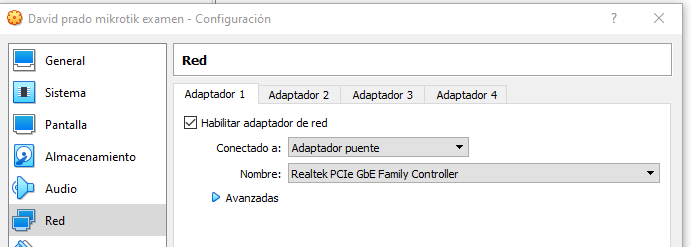 David prado mikrotik examen - Configuración
? ×
General
Sistema
Pantalla
Almacenamiento
Audio
Red
Red
Adaptador 1 Adaptador 2 Adaptador 3 Adaptador 4
Habilitar adaptador de red
Conectado a: Adaptador puente
Nombre: Realtek PCIe GbE Family Controller
Avanzadas